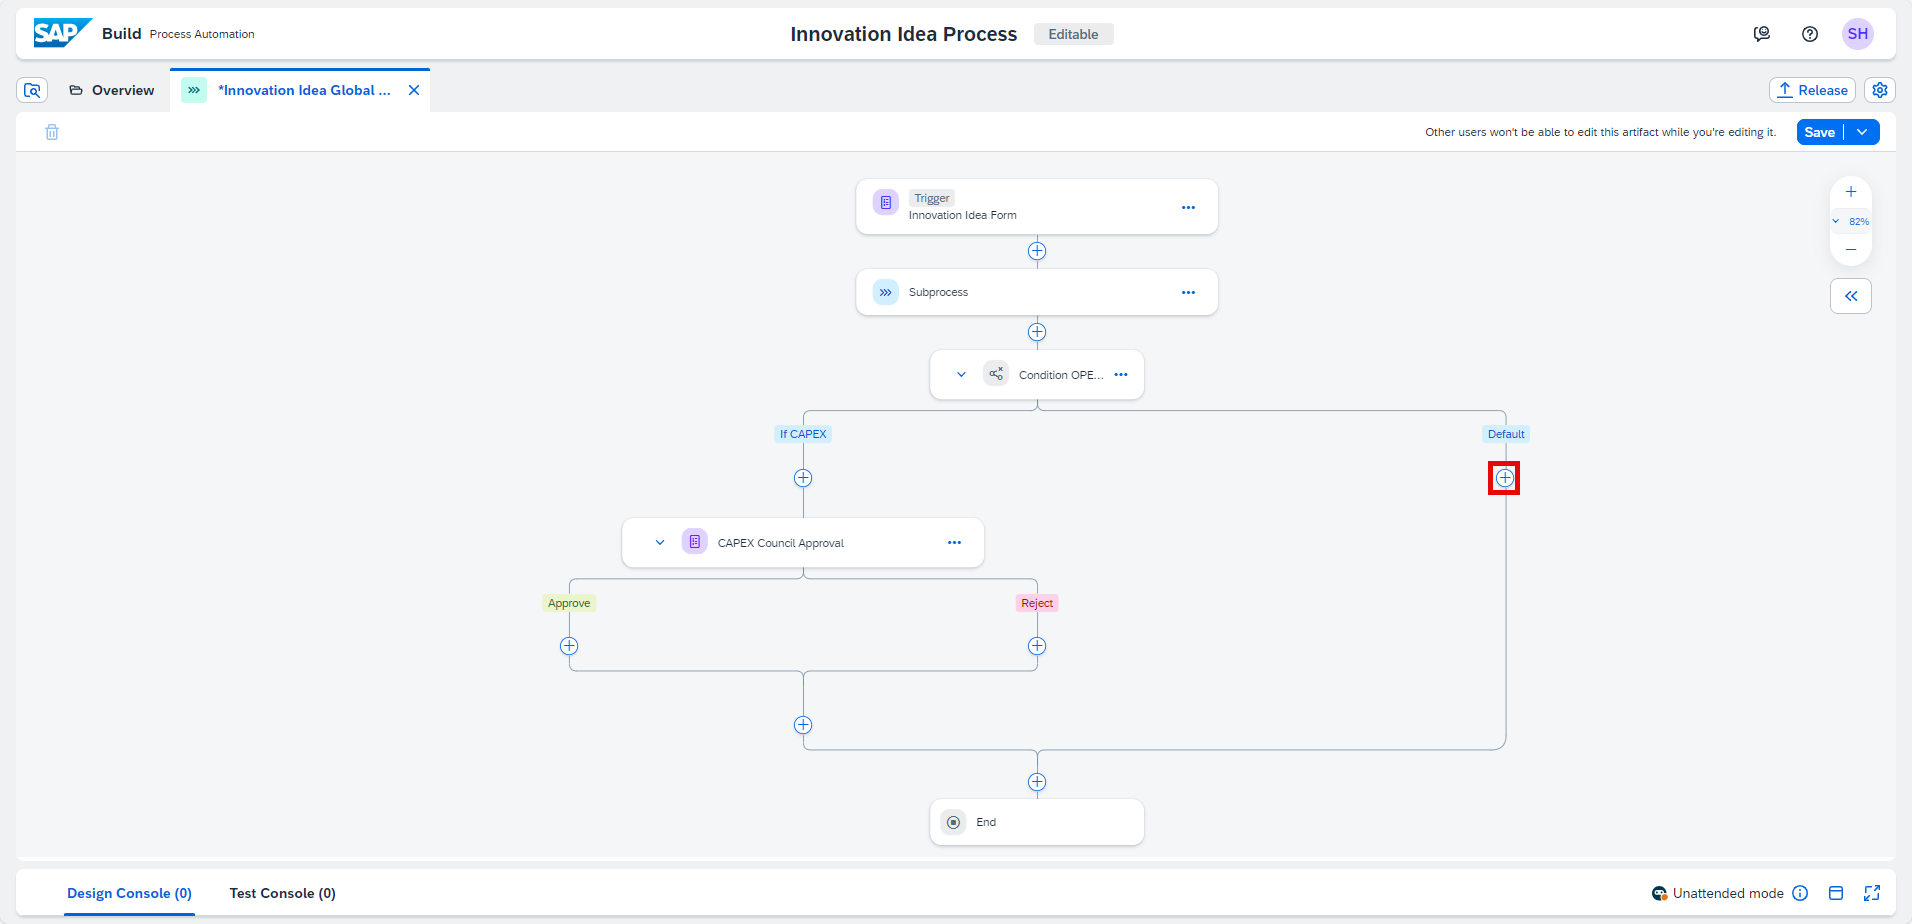 SAP Build Process Automation
Innovation Idea Process Editable
SH
Overview
*Innovation Idea Global ...
Release
Other users won't be able to edit this artifact while you're editing it.
Save
Trigger
Innovation Idea Form
82%
Subprocess
Condition OPE...
If CAPEX
Default
CAPEX Council Approval
Approve
Reject
End
Design Console (0)
Test Console (0)
Unattended mode